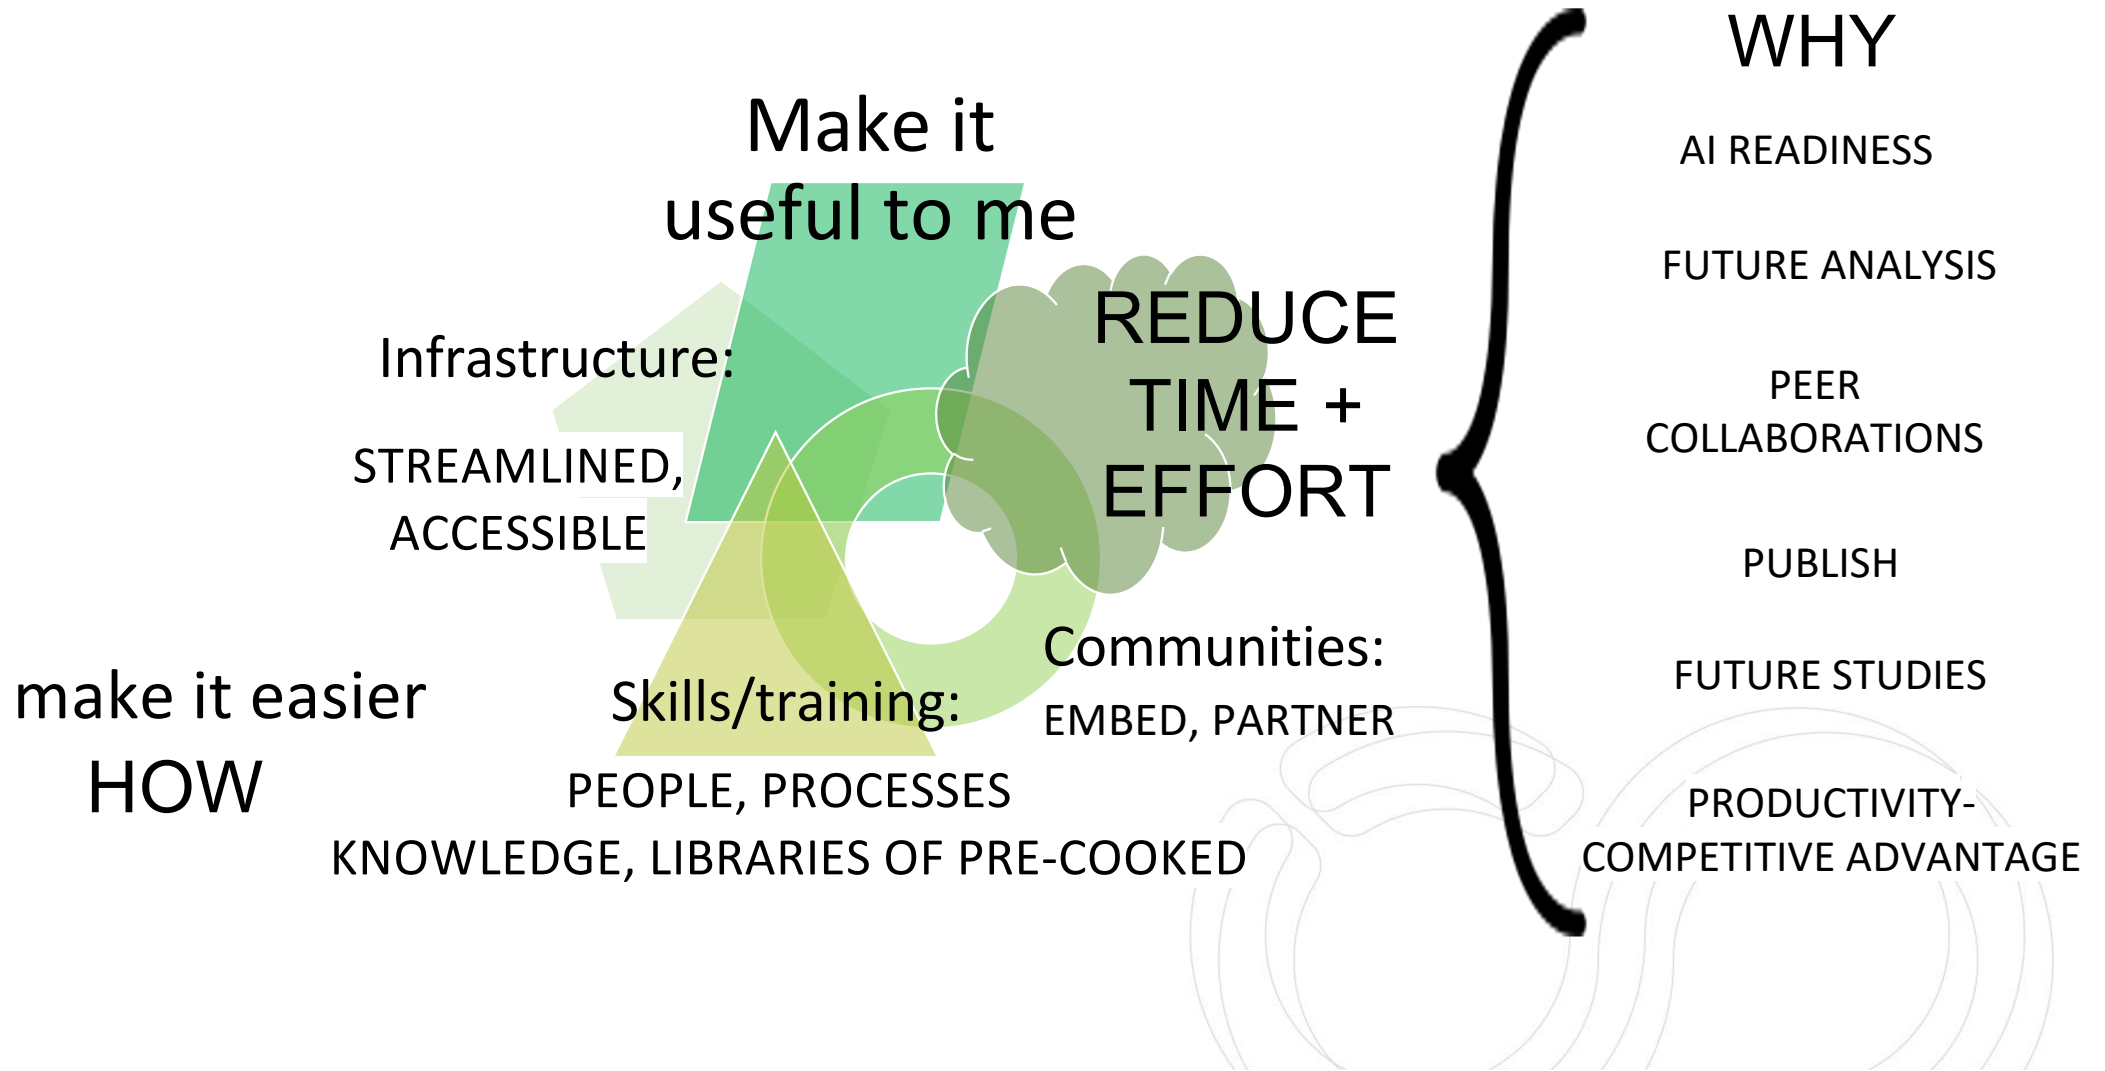 Make it
useful to me
Infrastructure:
STREAMLINED,
ACCESSIBLE
make it easier
HOW
Skills/training:
PEOPLE, PROCESSES
KNOWLEDGE, LIBRARIES OF PRE-COOKED
Communities:
EMBED, PARTNER
REDUCE
TIME +
EFFORT
WHY
AI READINESS
FUTURE ANALYSIS
PEER
COLLABORATIONS
PUBLISH
FUTURE STUDIES
PRODUCTIVITY-
COMPETITIVE ADVANTAGE